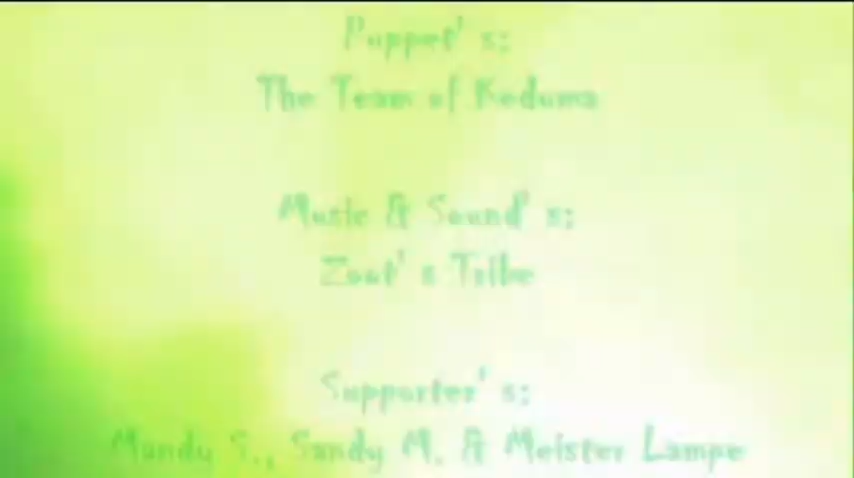 Puppet' s:
The Team of Keduma
Music & Sound' s:
Zoot' s Tribe
Supporter' s:
Mandy S., Sandy M. & Meister Lampe